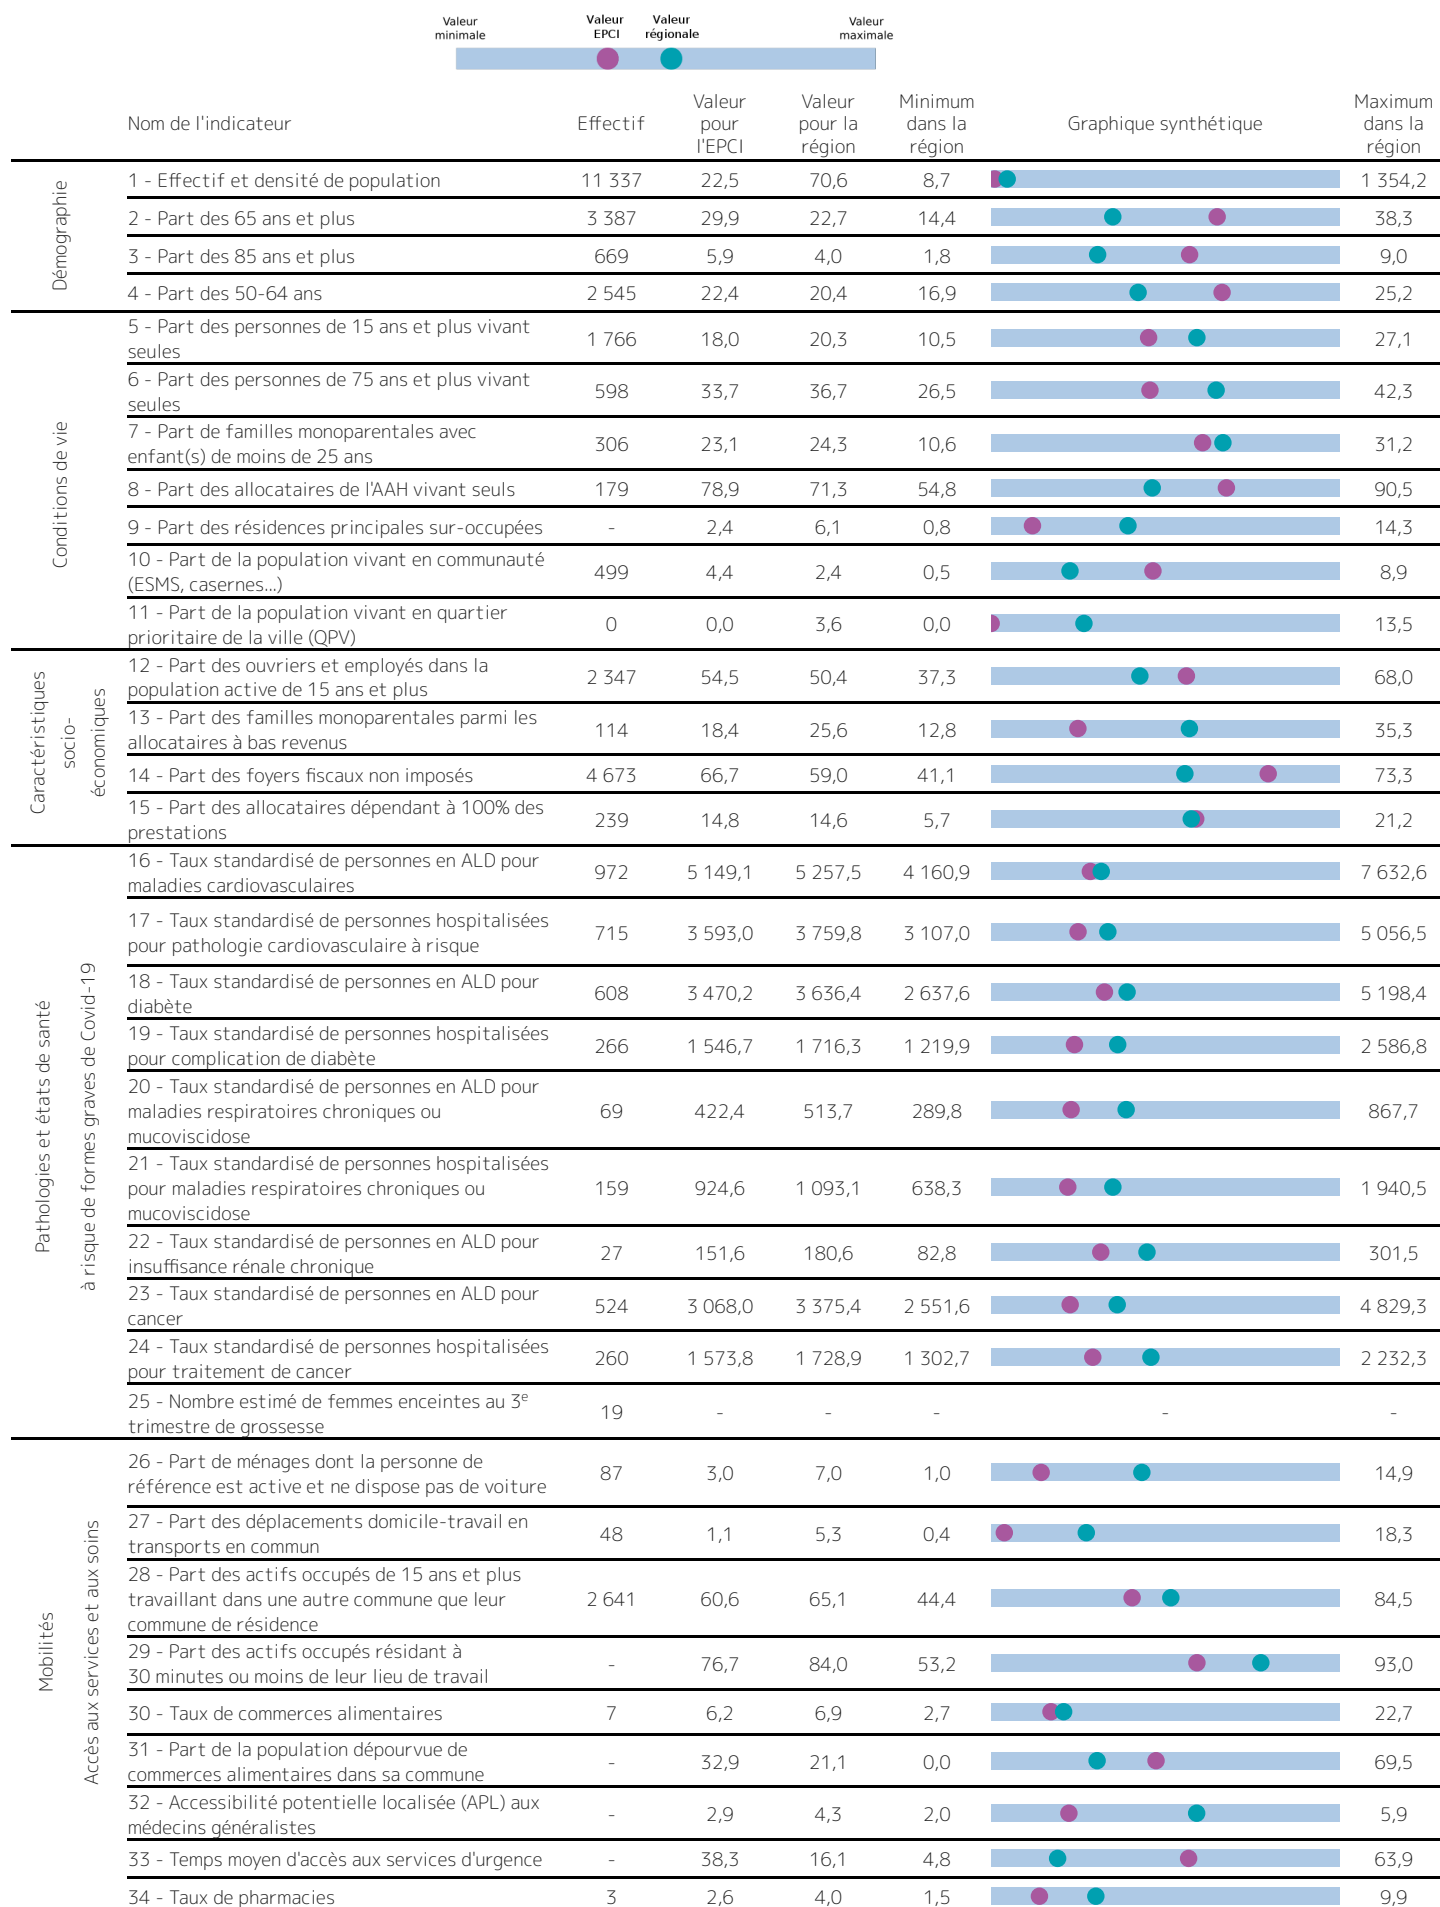 Valeur minimale
Valeur EPCI
Valeur régionale
Valeur maximale
Nom de l'indicateur Effectif Valeur pour l'EPCI Valeur pour la région Minimum dans la région Graphique synthétique Maximum dans la région
Démographie
1 - Effectif et densité de population 11 337 22,5 70,6 8,7 1 354,2
2 - Part des 65 ans et plus 3 387 29,9 22,7 14,4 38,3
3 - Part des 85 ans et plus 669 5,9 4,0 1,8 9,0
4 - Part des 50-64 ans 2 545 22,4 20,4 16,9 25,2
Conditions de vie
5 - Part des personnes de 15 ans et plus vivant
seules 1 766 18,0 20,3 10,5 27,1
6 - Part des personnes de 75 ans et plus vivant
seules 598 33,7 36,7 26,5 42,3
7 - Part de familles monoparentales avec
enfant(s) de moins de 25 ans 306 23,1 24,3 10,6 31,2
8 - Part des allocataires de l'AAH vivant seuls 179 78,9 71,3 54,8 90,5
9 - Part des résidences principales sur-occupées - 2,4 6,1 0,8 14,3
10 - Part de la population vivant en communauté
(ESMS, casernes...) 499 4,4 2,4 0,5 8,9
11 - Part de la population vivant en quartier
prioritaire de la ville (QPV) 0 0,0 3,6 0,0 13,5
Caractéristiques
socio-
économiques
12 - Part des ouvriers et employés dans la
population active de 15 ans et plus 2 347 54,5 50,4 37,3 68,0
13 - Part des familles monoparentales parmi les
allocataires à bas revenus 114 18,4 25,6 12,8 35,3
14 - Part des foyers fiscaux non imposés 4 673 66,7 59,0 41,1 73,3
15 - Part des allocataires dépendant à 100% des
prestations 239 14,8 14,6 5,7 21,2
Pathologies et états de santé
à risque de formes graves de Covid-19
16 - Taux standardisé de personnes en ALD pour
maladies cardiovasculaires 972 5 149,1 5 257,5 4 160,9 7 632,6
17 - Taux standardisé de personnes hospitalisées
pour pathologie cardiovasculaire à risque 715 3 593,0 3 759,8 3 107,0 5 056,5
18 - Taux standardisé de personnes en ALD pour
diabète 608 3 470,2 3 636,4 2 637,6 5 198,4
19 - Taux standardisé de personnes hospitalisées
pour complication de diabète 266 1 546,7 1 716,3 1 219,9 2 586,8
20 - Taux standardisé de personnes en ALD pour
maladies respiratoires chroniques ou
mucoviscidose 69 422,4 513,7 289,8 867,7
21 - Taux standardisé de personnes hospitalisées
pour maladies respiratoires chroniques ou
mucoviscidose 159 924,6 1 093,1 638,3 1 940,5
22 - Taux standardisé de personnes en ALD pour
insuffisance rénale chronique 27 151,6 180,6 82,8 301,5
23 - Taux standardisé de personnes en ALD pour
cancer 524 3 068,0 3 375,4 2 551,6 4 829,3
24 - Taux standardisé de personnes hospitalisées
pour traitement de cancer 260 1 573,8 1 728,9 1 302,7 2 232,3
25 - Nombre estimé de femmes enceintes au 3e
trimestre de grossesse 19 - - - - -
Mobilités
Accès aux services et aux soins
26 - Part de ménages dont la personne de
référence est active et ne dispose pas de voiture 87 3,0 7,0 1,0 14,9
27 - Part des déplacements domicile-travail en
transports en commun 48 1,1 5,3 0,4 18,3
28 - Part des actifs occupés de 15 ans et plus
travaillant dans une autre commune que leur
commune de résidence 2 641 60,6 65,1 44,4 84,5
29 - Part des actifs occupés résidant à
30 minutes ou moins de leur lieu de travail - 76,7 84,0 53,2 93,0
30 - Taux de commerces alimentaires 7 6,2 6,9 2,7 22,7
31 - Part de la population dépourvue de
commerces alimentaires dans sa commune - 32,9 21,1 0,0 69,5
32 - Accessibilité potentielle localisée (APL) aux
médecins généralistes - 2,9 4,3 2,0 5,9
33 - Temps moyen d'accès aux services d'urgence - 38,3 16,1 4,8 63,9
34 - Taux de pharmacies 3 2,6 4,0 1,5 9,9